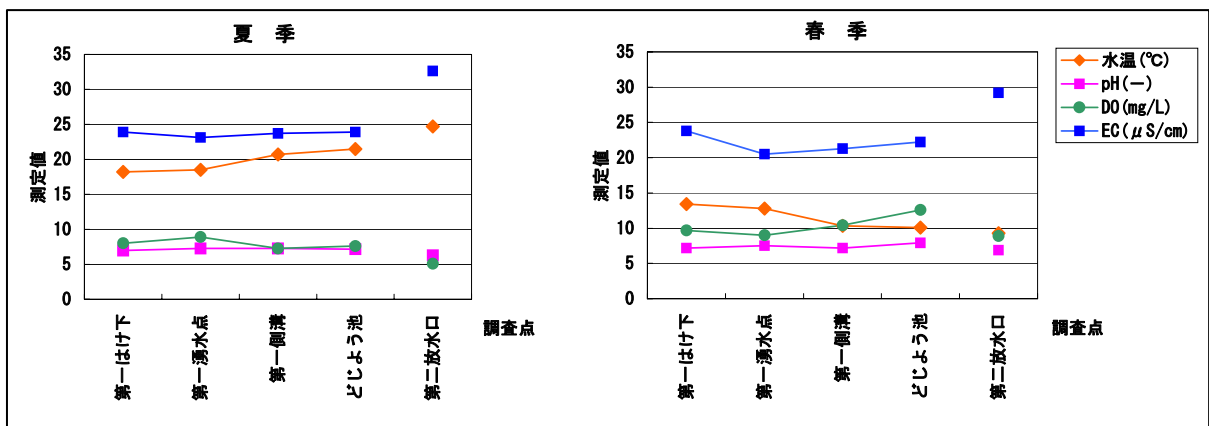 夏 季
測定値
35
30
25
20
15
10
5
0
第一はけ下
第一湧水点
第一側溝
どじょう池
第二放水口
調査点
春 季
測定値
35
30
25
20
15
10
5
0
第一はけ下
第一湧水点
第一側溝
どじょう池
第二放水口
調査点
水温(℃)
pH(ー)
DO(mg/L)
EC(μS/cm)